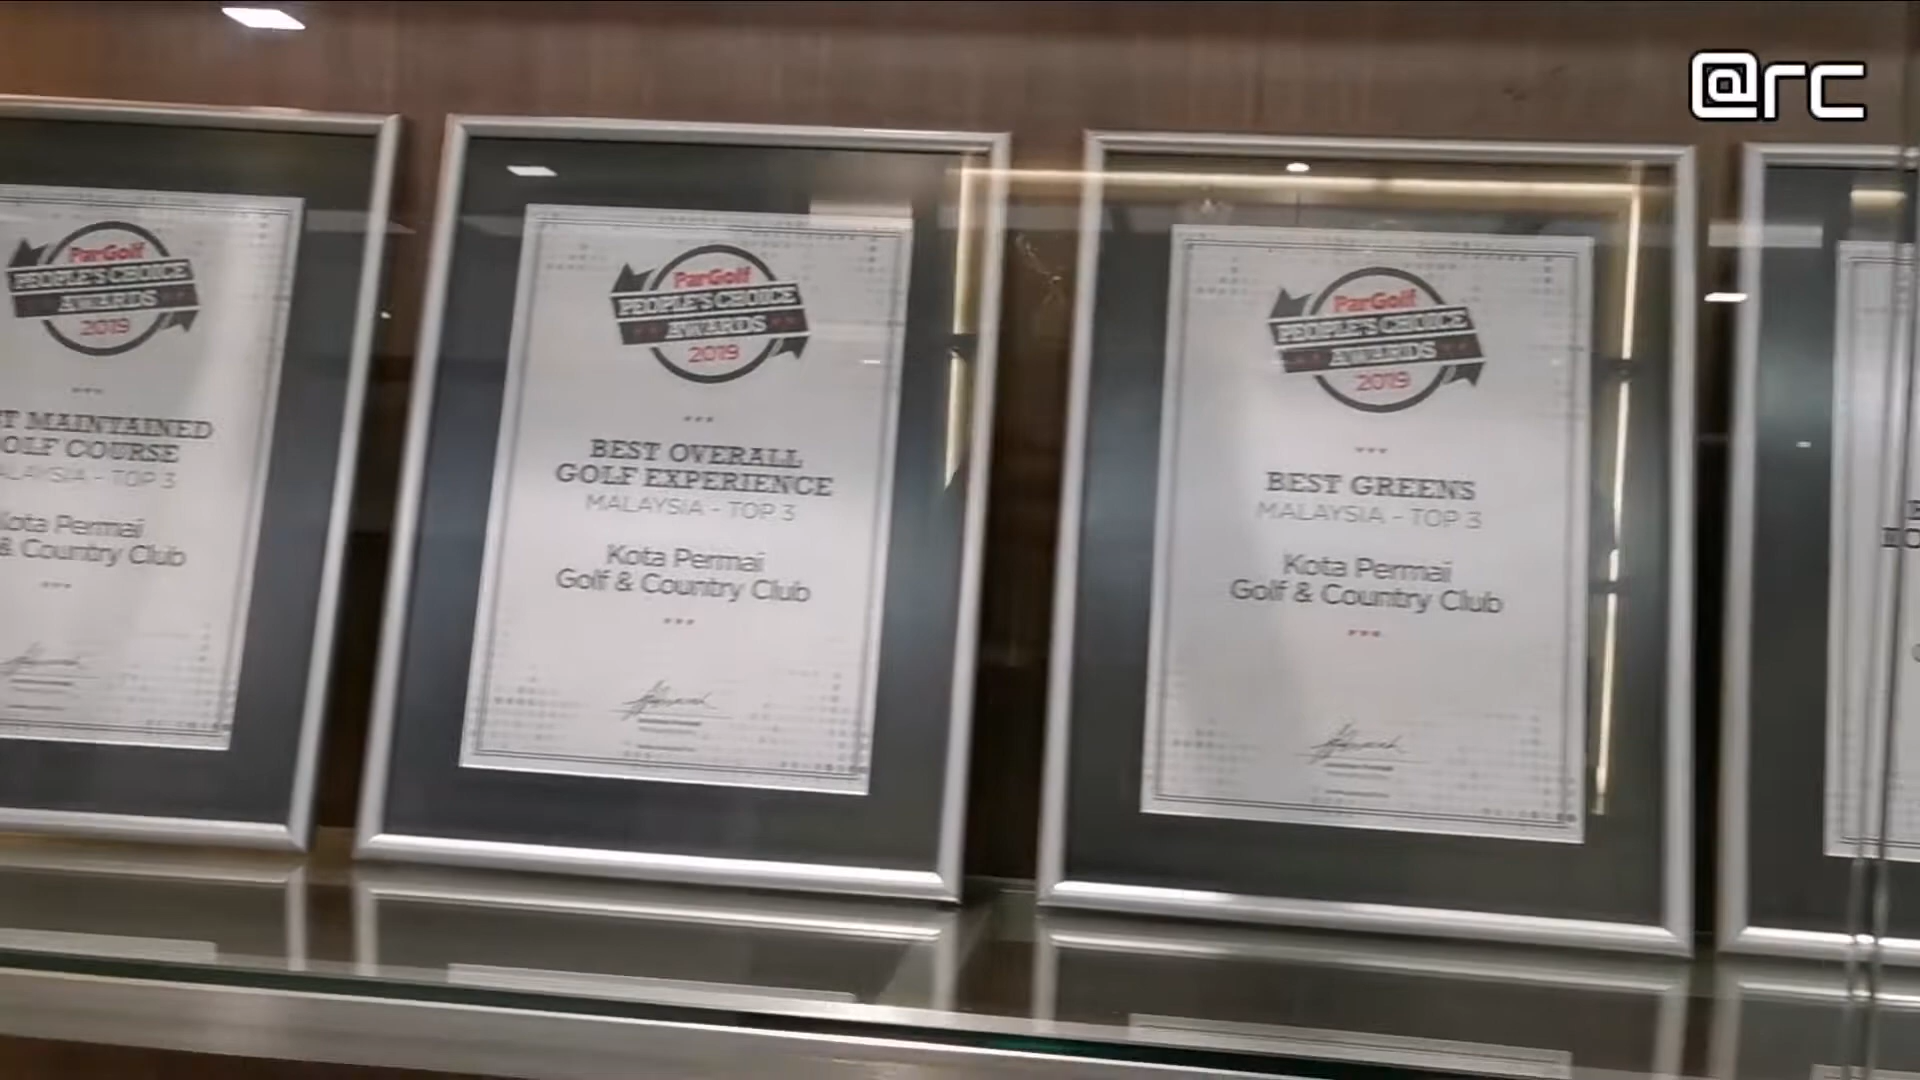 @rc
ParGolf
PEOPLE'S CHOICE
AWARDS
2019
T MAINTAINED
OLF COURSE
ALAYSIA - TOP 3
Kota Permai
& Country Club
ParGolf
PEOPLE'S CHOICE
AWARDS
2019
BEST OVERALL
GOLF EXPERIENCE
MALAYSIA - TOP 3
Kota Permai
Golf & Country Club
ParGolf
PEOPLE'S CHOICE
AWARDS
2019
BEST GREENS
MALAYSIA - TOP 3
Kota Permai
Golf & Country Club